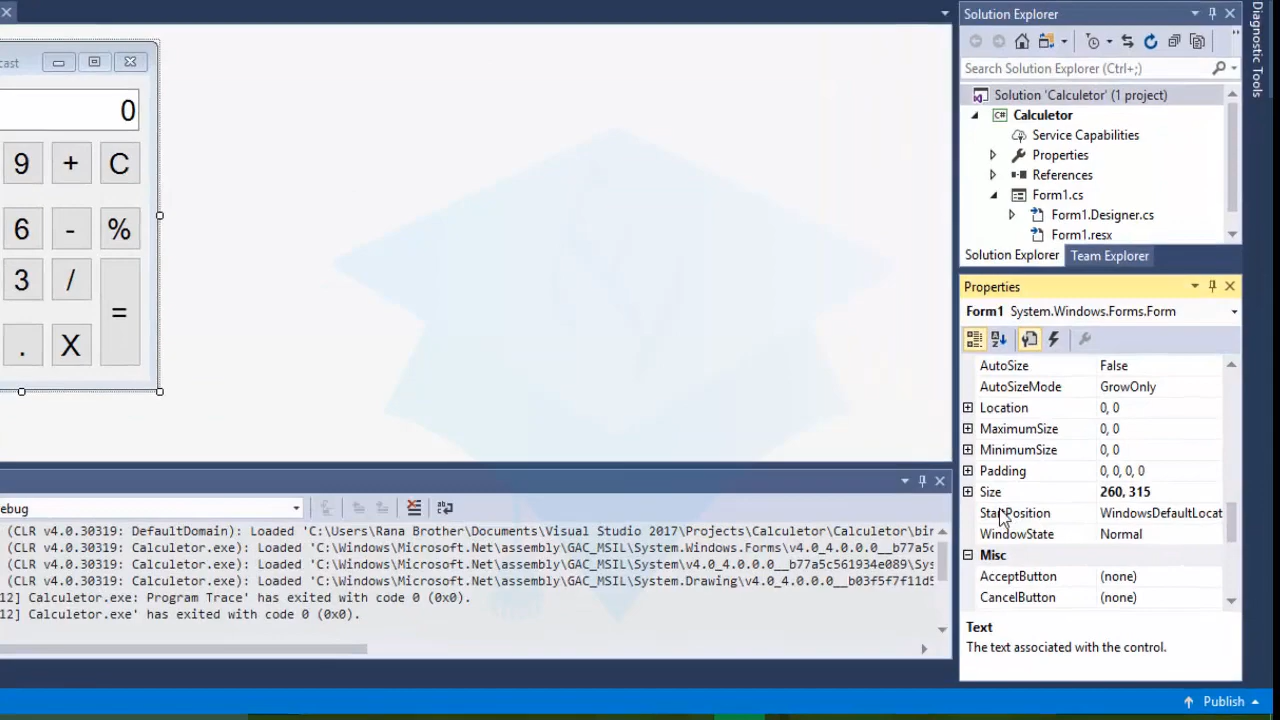 cast
0
9 + C
6 - %
3 /
=
. X
Solution Explorer
Search Solution Explorer (Ctrl+;)
Solution 'Calculetor' (1 project)
C# Calculetor
Service Capabilities
Properties
References
Form1.cs
Form1.Designer.cs
Form1.resx
Solution Explorer Team Explorer
Diagnostic Tools
Properties
Form1 System.Windows.Forms.Form
AutoSize False
AutoSizeMode GrowOnly
Location 0, 0
MaximumSize 0, 0
MinimumSize 0, 0
Padding 0, 0, 0, 0
Size 260, 315
StartPosition WindowsDefaultLocat
WindowState Normal
Misc
AcceptButton (none)
CancelButton (none)
Text
The text associated with the control.
ebug
(CLR v4.0.30319: DefaultDomain): Loaded 'C:\Users\Rana Brother\Documents\Visual Studio 2017\Projects\Calculetor\Calculetor\bin
(CLR v4.0.30319: Calculetor.exe): Loaded 'C:\Windows\Microsoft.Net\assembly\GAC_MSIL\System.Windows.Forms\v4.0_4.0.0.0__b77a5c
(CLR v4.0.30319: Calculetor.exe): Loaded 'C:\Windows\Microsoft.Net\assembly\GAC_MSIL\System\v4.0_4.0.0.0__b77a5c561934e089\Sys
(CLR v4.0.30319: Calculetor.exe): Loaded 'C:\Windows\Microsoft.Net\assembly\GAC_MSIL\System.Drawing\v4.0_4.0.0.0__b03f5f7f11d5
12] Calculetor.exe: Program Trace' has exited with code 0 (0x0).
12] Calculetor.exe' has exited with code 0 (0x0).
Publish